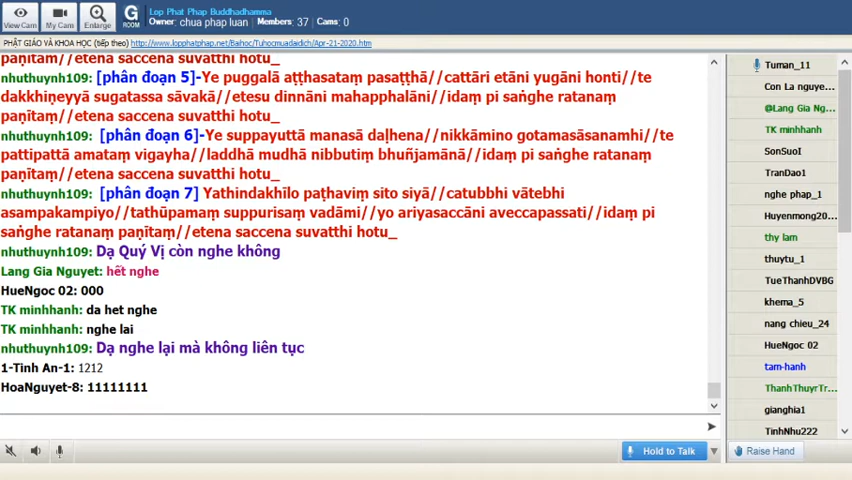 View Cam
My Cam
Enlarge
G
ROOM
Lop Phat Phap Buddhadhamma
Owner: chua phap luan Members: 37 Cams: 0
PHẬT GIÁO VÀ KHOA HỌC (tiếp theo) http://www.lopphatphap.net/Baihoc/Tuhocmuadaidich/Apr-21-2020.htm
paṇītaṃ//etena saccena suvatthi hotu_
nhuthuynh109: [phân đoạn 5]-Ye puggalā aṭṭhasataṃ pasaṭṭhā//cattāri etāni yugāni honti//te
dakkhiṇeyyā sugatassa sāvakā//etesu dinnāni mahapphalāni//idaṃ pi saṅghe ratanaṃ
paṇītaṃ//etena saccena suvatthi hotu_
nhuthuynh109: [phân đoạn 6]-Ye suppayuttā manasā daḷhena//nikkāmino gotamasāsanamhi//te
pattipattā amataṃ vigayha//laddhā mudhā nibbutiṃ bhuñjamānā//idaṃ pi saṅghe ratanaṃ
paṇītaṃ//etena saccena suvatthi hotu_
nhuthuynh109: [phân đoạn 7] Yathindakhīlo paṭhaviṃ sito siyā//catubbhi vātebhi
asampakampiyo//tathūpamaṃ suppurisaṃ vadāmi//yo ariyasaccāni aveccapassati//idaṃ pi
saṅghe ratanaṃ paṇītaṃ//etena saccena suvatthi hotu_
nhuthuynh109: Dạ Quý Vị còn nghe không
Lang Gia Nguyet: hết nghe
HueNgoc 02: 000
TK minhhanh: da het nghe
TK minhhanh: nghe lai
nhuthuynh109: Dạ nghe lại mà không liên tục
1-Tinh An-1: 1212
HoaNguyet-8: 11111111
Hold to Talk
Tuman_11
Con La nguye...
@Lang Gia Ng...
TK minhhanh
SonSuoI
TranDao1
nghe phap_1
Huyenmong20...
thy lam
thuytu_1
TueThanhDVBG
khema_5
nang chieu_24
HueNgoc 02
tam-hanh
ThanhThuyrTr...
gianghia1
TinhNhu222
Raise Hand